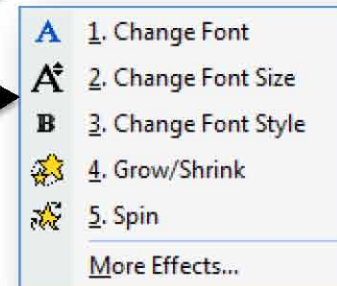 1. Change Font
2. Change Font Size
3. Change Font Style
4. Grow/Shrink
5. Spin
More Effects...